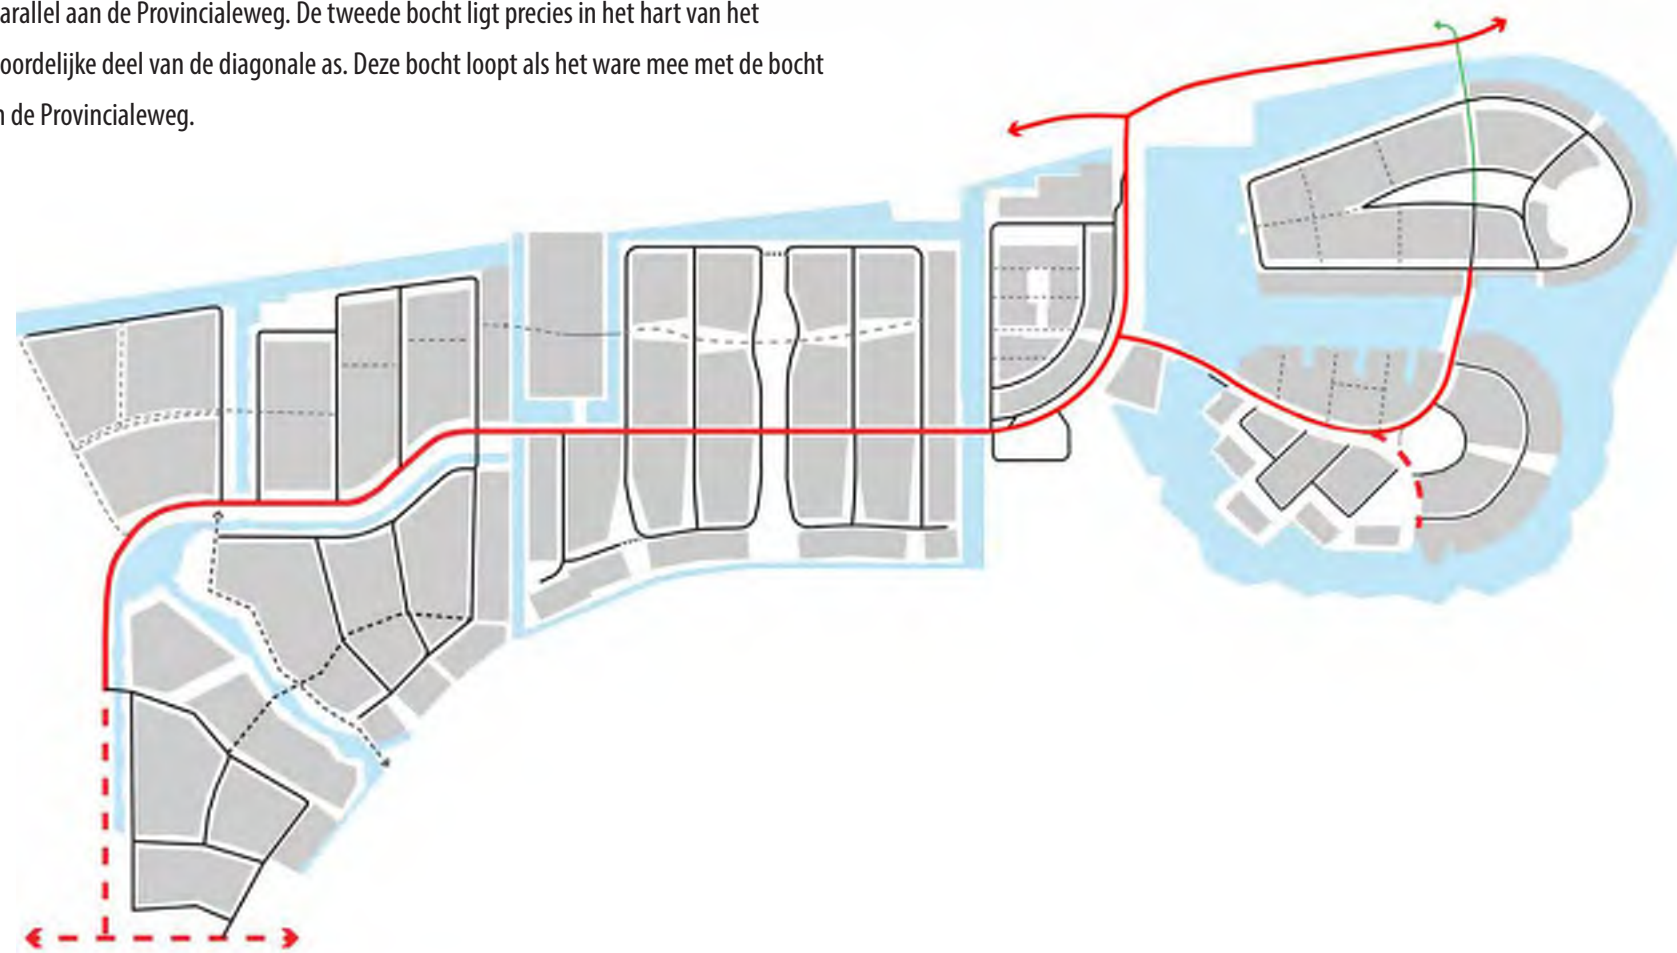 arallel aan de Provincialeweg. De tweede bocht ligt precies in het hart van het
oordelijke deel van de diagonale as. Deze bocht loopt als het ware mee met de bocht
n de Provincialeweg.